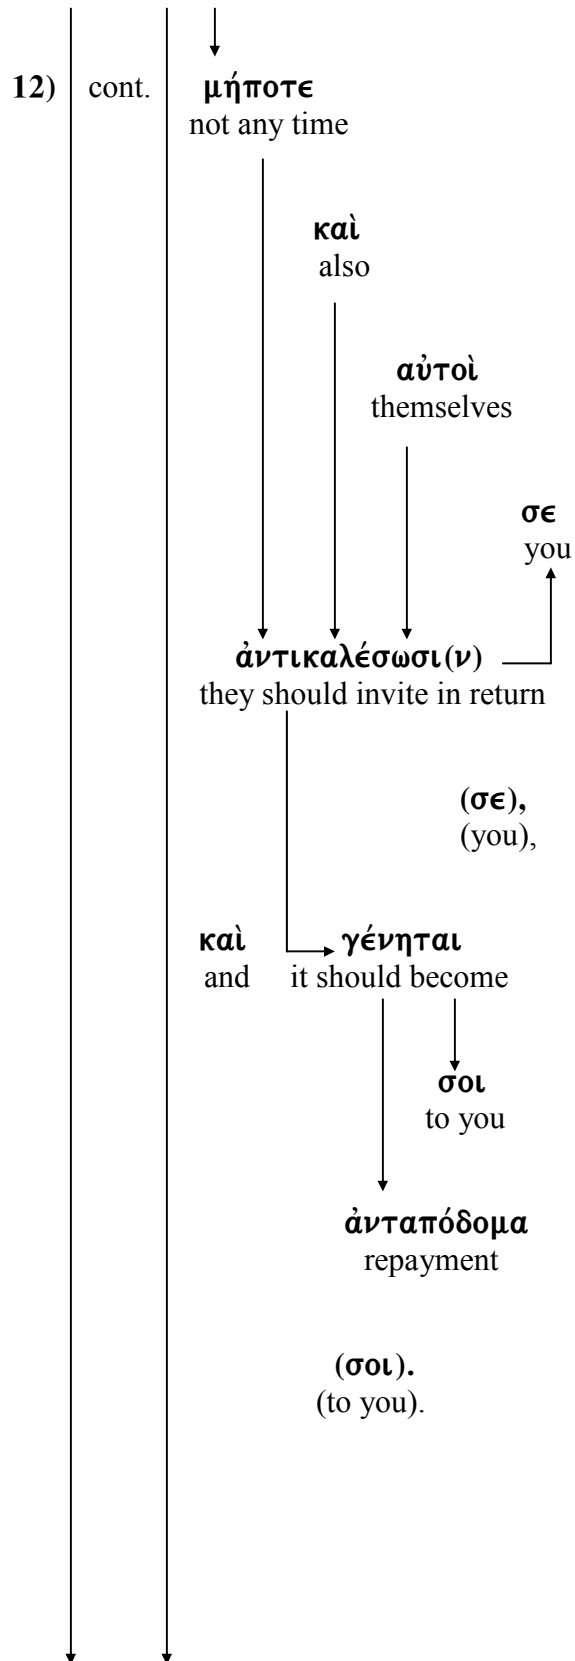 12) cont. μήποτε
not any time
καὶ
also
αὐτοὶ
themselves
σε
you
ἀντικαλέσωσι(ν)
they should invite in return
(σε),
(you),
καὶ γένηται
and it should become
σοι
to you
ἀνταπόδομα
repayment
(σοι).
(to you).